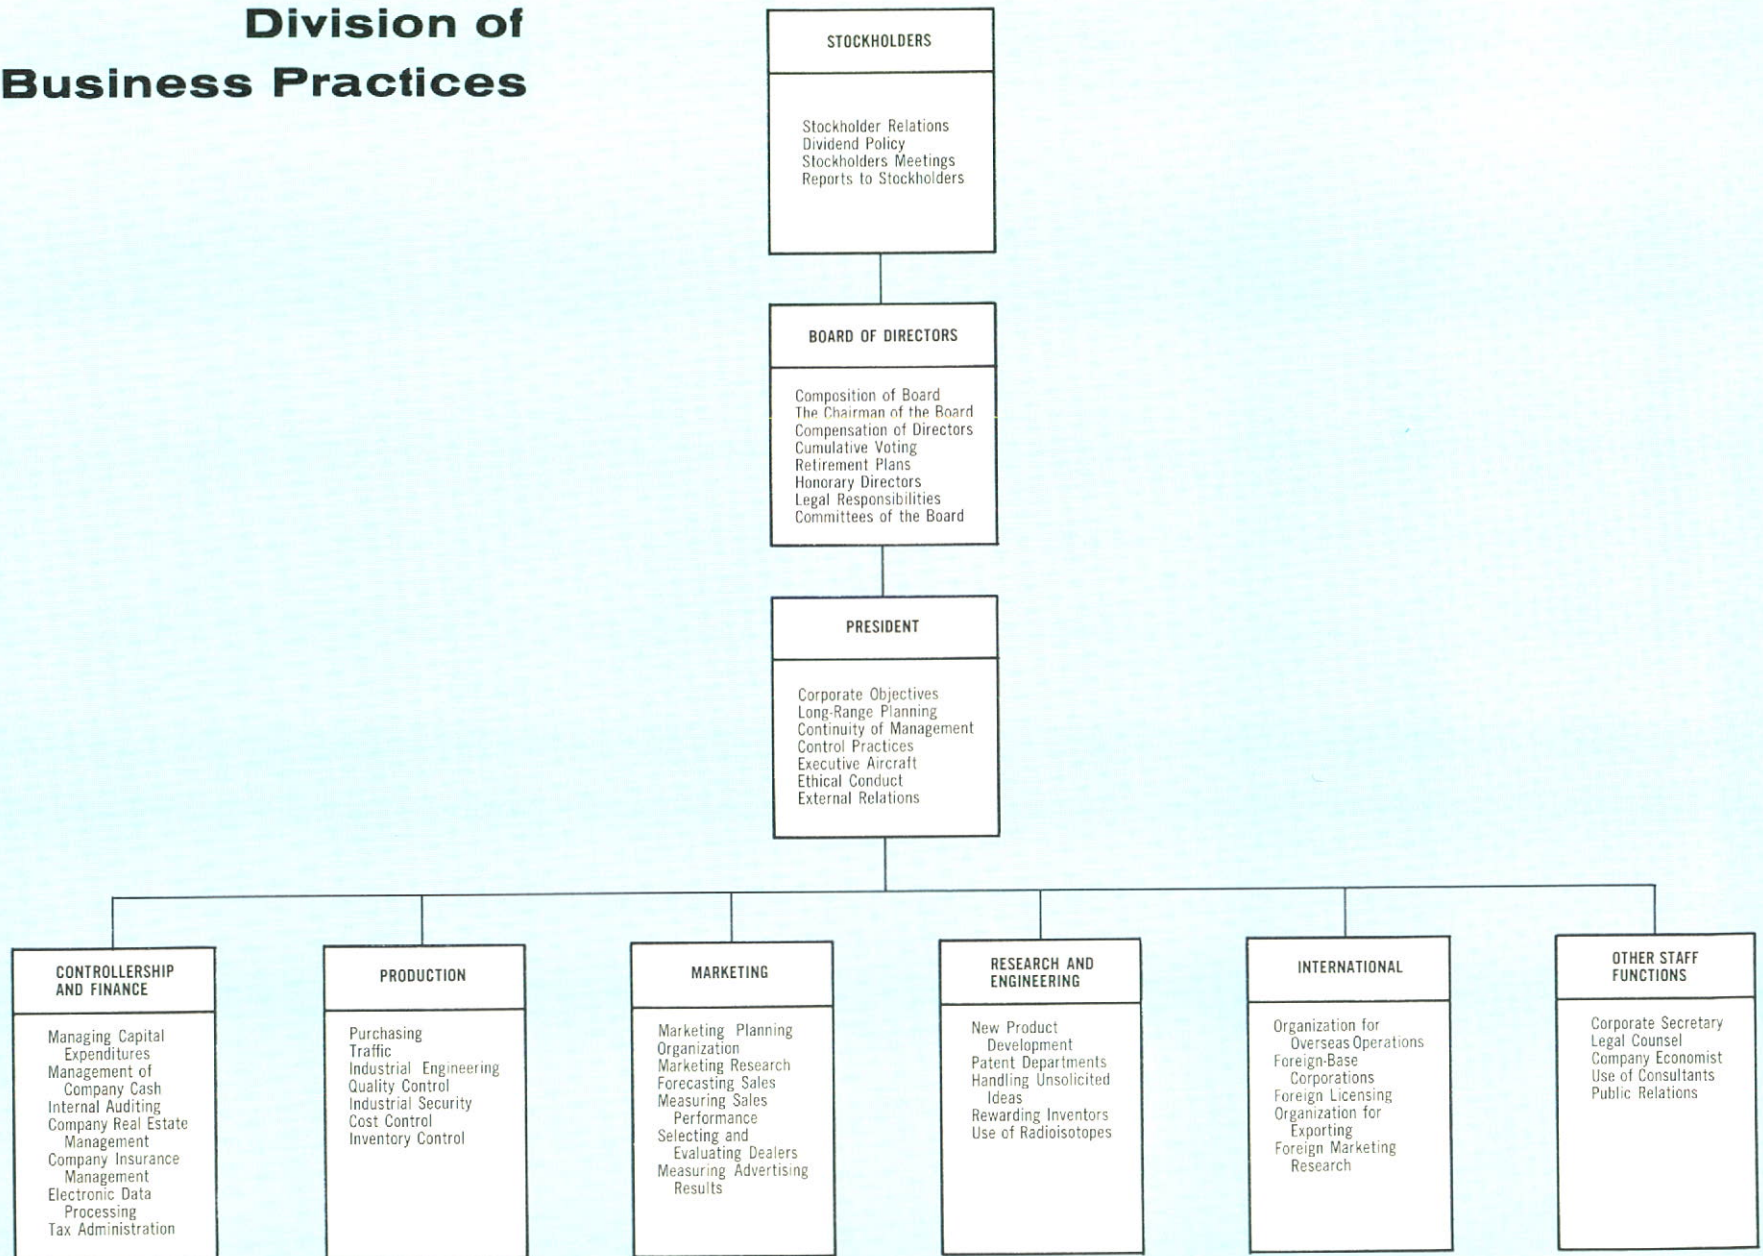 Division of
Business Practices
STOCKHOLDERS
Stockholder Relations
Dividend Policy
Stockholders Meetings
Reports to Stockholders
BOARD OF DIRECTORS
Composition of Board
The Chairman of the Board
Compensation of Directors
Cumulative Voting
Retirement Plans
Honorary Directors
Legal Responsibilities
Committees of the Board
PRESIDENT
Corporate Objectives
Long-Range Planning
Continuity of Management
Control Practices
Executive Aircraft
Ethical Conduct
External Relations
CONTROLLERSHIP
AND FINANCE
Managing Capital
Expenditures
Management of
Company Cash
Internal Auditing
Company Real Estate
Management
Company Insurance
Management
Electronic Data
Processing
Tax Administration
PRODUCTION
Purchasing
Traffic
Industrial Engineering
Quality Control
Industrial Security
Cost Control
Inventory Control
MARKETING
Marketing Planning
Organization
Marketing Research
Forecasting Sales
Measuring Sales
Performance
Selecting and
Evaluating Dealers
Measuring Advertising
Results
RESEARCH AND
ENGINEERING
New Product
Development
Patent Departments
Handling Unsolicited
Ideas
Rewarding Inventors
Use of Radioisotopes
INTERNATIONAL
Organization for
Overseas Operations
Foreign-Base
Corporations
Foreign Licensing
Organization for
Exporting
Foreign Marketing
Research
OTHER STAFF
FUNCTIONS
Corporate Secretary
Legal Counsel
Company Economist
Use of Consultants
Public Relations